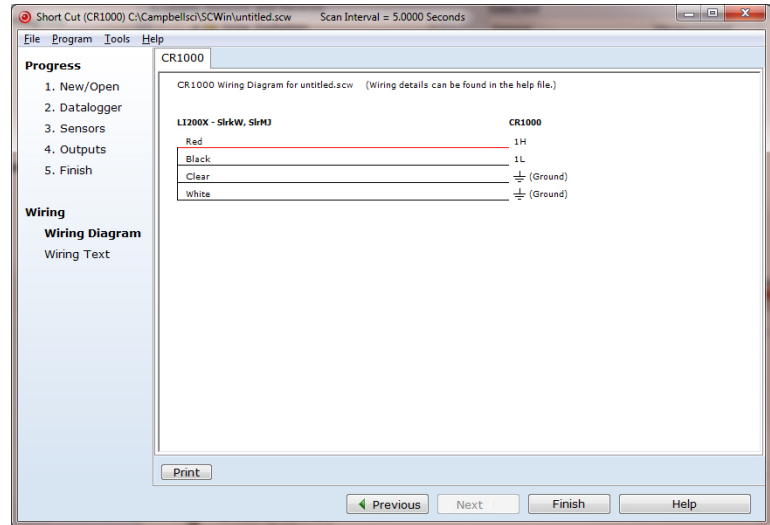 Short Cut (CR1000) C:\Campbellsci\SCWin\untitled.scw Scan Interval = 5.0000 Seconds
File Program Tools Help
Progress
1. New/Open
2. Datalogger
3. Sensors
4. Outputs
5. Finish
Wiring
Wiring Diagram
Wiring Text
CR1000
CR1000 Wiring Diagram for untitled.scw (Wiring details can be found in the help file.)
LI200X - SlrkW, SlrMJ CR1000
Red 1H
Black 1L
Clear (Ground)
White (Ground)
Print
Previous Next Finish Help